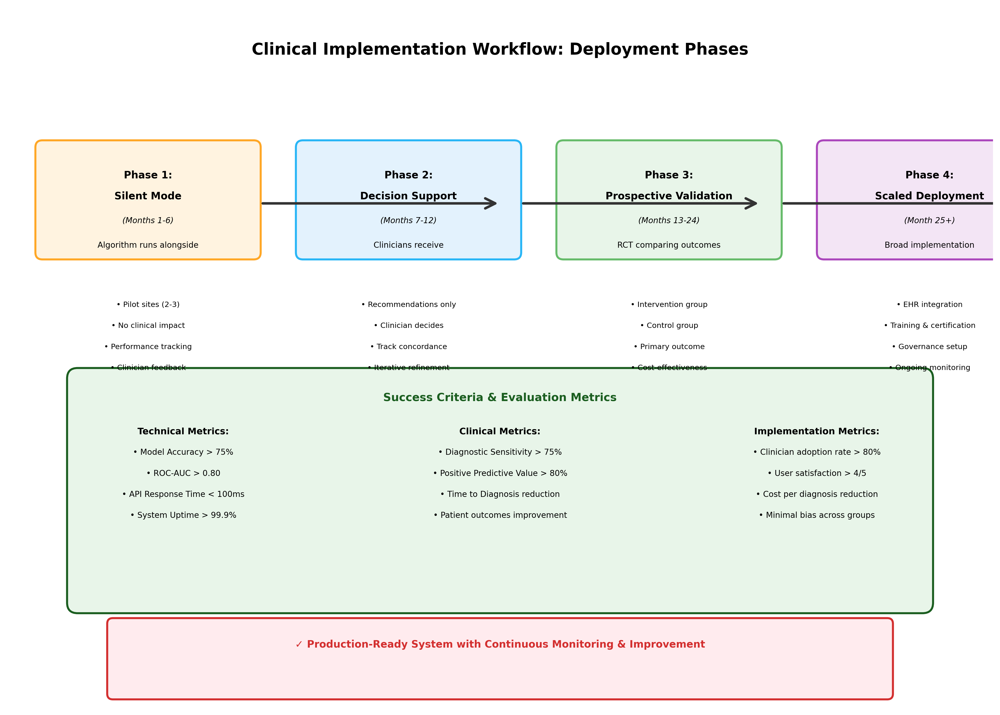 Clinical Implementation Workflow: Deployment Phases
Phase 1:
Silent Mode
(Months 1-6)
Algorithm runs alongside
Phase 2:
Decision Support
(Months 7-12)
Clinicians receive
Phase 3:
Prospective Validation
(Months 13-24)
RCT comparing outcomes
Phase 4:
Scaled Deployment
(Month 25+)
Broad implementation
• Pilot sites (2-3)
• No clinical impact
• Performance tracking
• Clinician feedback
• Recommendations only
• Clinician decides
• Track concordance
• Iterative refinement
• Intervention group
• Control group
• Primary outcome
• Cost-effectiveness
• EHR integration
• Training & certification
• Governance setup
• Ongoing monitoring
Success Criteria & Evaluation Metrics
Technical Metrics:
• Model Accuracy > 75%
• ROC-AUC > 0.80
• API Response Time < 100ms
• System Uptime > 99.9%
Clinical Metrics:
• Diagnostic Sensitivity > 75%
• Positive Predictive Value > 80%
• Time to Diagnosis reduction
• Patient outcomes improvement
Implementation Metrics:
• Clinician adoption rate > 80%
• User satisfaction > 4/5
• Cost per diagnosis reduction
• Minimal bias across groups
✓ Production-Ready System with Continuous Monitoring & Improvement